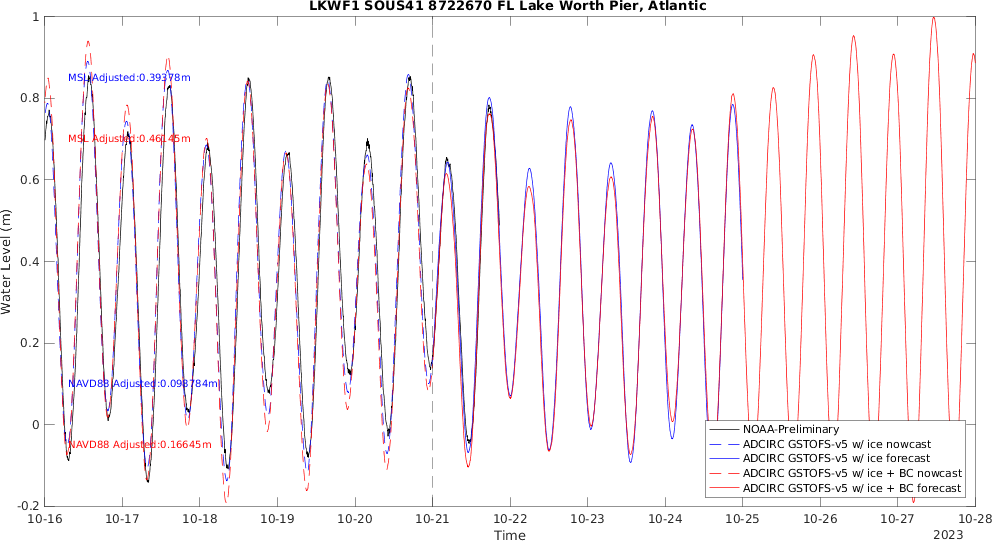 LKWF1 SOUS41 8722670 FL Lake Worth Pier, Atlantic
Water Level (m)
1
0.8
0.6
0.4
0.2
0
-0.2
MSL Adjusted:0.39378m
MSL Adjusted:0.46145m
NAVD88 Adjusted:0.098784m
NAVD88 Adjusted:0.16645m
NOAA-Preliminary
ADCIRC GSTOFS-v5 w/ ice nowcast
ADCIRC GSTOFS-v5 w/ ice forecast
ADCIRC GSTOFS-v5 w/ ice + BC nowcast
ADCIRC GSTOFS-v5 w/ ice + BC forecast
10-16 10-17 10-18 10-19 10-20 10-21 10-22 10-23 10-24 10-25 10-26 10-27 10-28
Time
2023